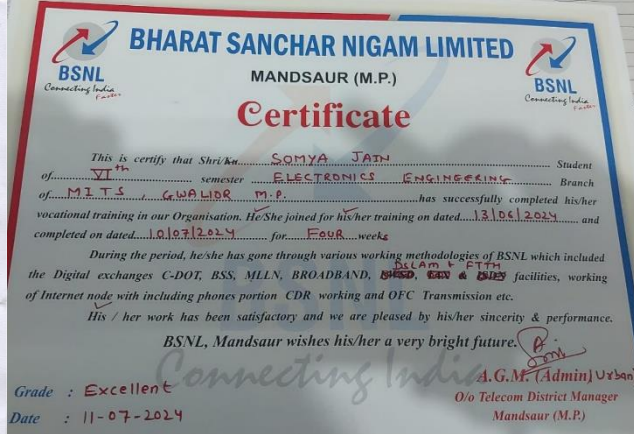 BHARAT SANCHAR NIGAM LIMITED
BSNL
Connecting India
Faster
BSNL
Connecting India
Faster
MANDSAUR (M.P.)
Certificate
This is certify that Shri/Ku. SOMYA JAIN Student
of VIth semester ELECTRONICS ENGINEERING Branch
of MITS, GWALIOR M.P. has successfully completed his/her
vocational training in our Organisation. He/She joined for his/her training on dated 13/06/2024 and
completed on dated 10/07/2024 for FOUR weeks
During the period, he/she has gone through various working methodologies of BSNL which included
DSLAM + FTTH
the Digital exchanges C-DOT, BSS, MLLN, BROADBAND, & facilities, working
of Internet node with including phones portion CDR working and OFC Transmission etc.
His / her work has been satisfactory and we are pleased by his/her sincerity & performance.
BSNL, Mandsaur wishes his/her a very bright future.
BSNL
Connecting India
A.G.M. (Admin) Urban
Grade : Excellent
O/o Telecom District Manager
Date : 11-07-2024
Mandsaur (M.P.)